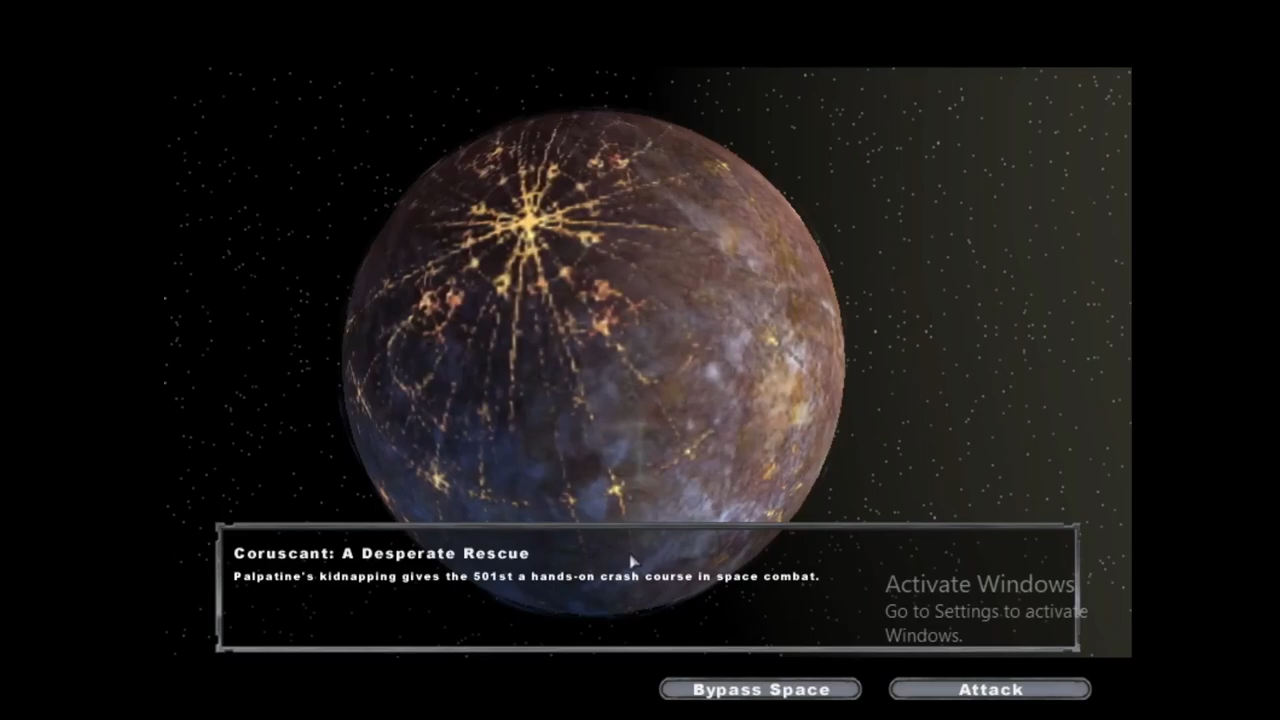 Coruscant: A Desperate Rescue
Palpatine's kidnapping gives the 501st a hands-on crash course in space combat.
Activate Windows
Go to Settings to activate
Windows.
Bypass Space
Attack